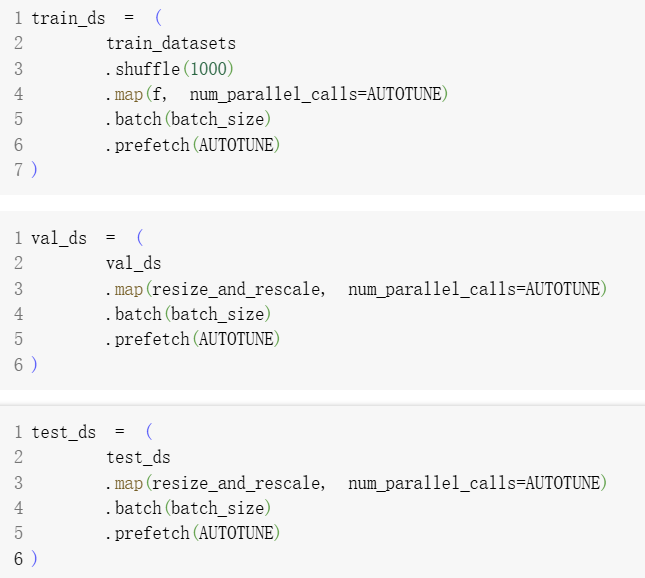 1 train_ds = (
2 train_datasets
3 .shuffle(1000)
4 .map(f, num_parallel_calls=AUTOTUNE)
5 .batch(batch_size)
6 .prefetch(AUTOTUNE)
7 )
1 val_ds = (
2 val_ds
3 .map(resize_and_rescale, num_parallel_calls=AUTOTUNE)
4 .batch(batch_size)
5 .prefetch(AUTOTUNE)
6 )
1 test_ds = (
2 test_ds
3 .map(resize_and_rescale, num_parallel_calls=AUTOTUNE)
4 .batch(batch_size)
5 .prefetch(AUTOTUNE)
6 )